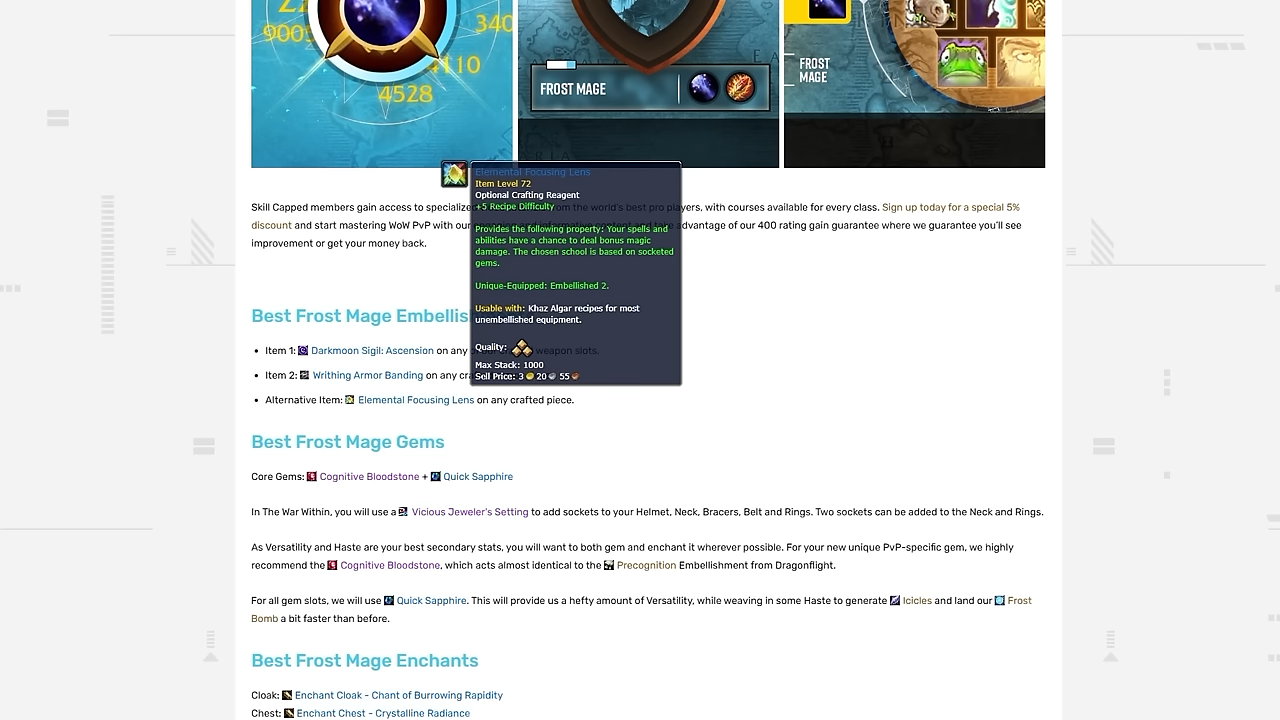 900
340
4110
4528
FROST MAGE
FROST
MAGE
Elemental Focusing Lens
Item Level 72
Optional Crafting Reagent
+5 Recipe Difficulty
Provides the following property: Your spells and
abilities have a chance to deal bonus magic
damage. The chosen school is based on socketed
gems.
Unique-Equipped: Embellished 2.
Usable with: Khaz Algar recipes for most
unembellished equipment.
Quality:
Max Stack: 1000
Sell Price: 3 20 55
Skill Capped members gain access to specialized from the world's best pro players, with courses available for every class. Sign up today for a special 5%
discount and start mastering WoW PvP with our advantage of our 400 rating gain guarantee where we guarantee you'll see
improvement or get your money back.
Best Frost Mage Embellis
Item 1: Darkmoon Sigil: Ascension on any of our weapon slots.
Item 2: Writhing Armor Banding on any cra
Alternative Item: Elemental Focusing Lens on any crafted piece.
Best Frost Mage Gems
Core Gems: Cognitive Bloodstone + Quick Sapphire
In The War Within, you will use a Vicious Jeweler's Setting to add sockets to your Helmet, Neck, Bracers, Belt and Rings. Two sockets can be added to the Neck and Rings.
As Versatility and Haste are your best secondary stats, you will want to both gem and enchant it wherever possible. For your new unique PvP-specific gem, we highly
recommend the Cognitive Bloodstone, which acts almost identical to the Precognition Embellishment from Dragonflight.
For all gem slots, we will use Quick Sapphire. This will provide us a hefty amount of Versatility, while weaving in some Haste to generate Icicles and land our Frost
Bomb a bit faster than before.
Best Frost Mage Enchants
Cloak: Enchant Cloak - Chant of Burrowing Rapidity
Chest: Enchant Chest - Crystalline Radiance